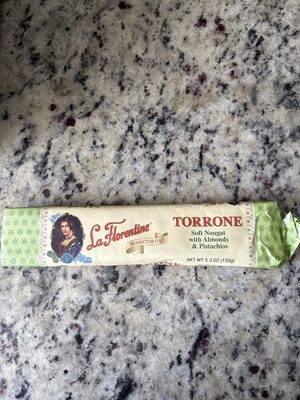 La Florentine
PRODUCT OF ITALY
TORRONE
Soft Nougat
with Almonds
& Pistachios
NET WT 5.3 OZ (150g)